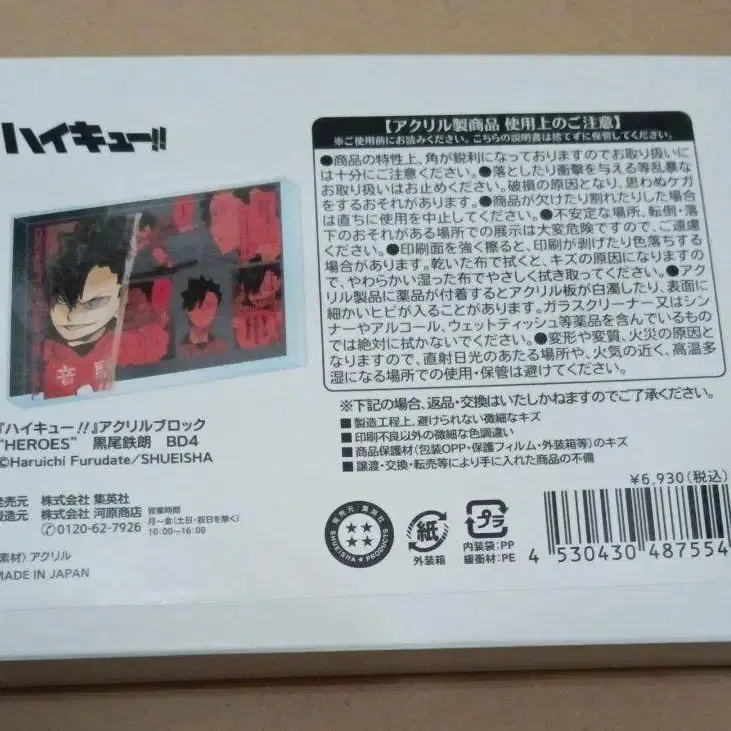 ハイキュー!!
【アクリル製商品 使用上のご注意】
※ご使用前にお読みください。こちらの説明書は捨てずに保管してください。
●商品の特性上、角が鋭利になっておりますのでお取り扱いに
は十分にご注意ください。●落としたり衝撃を与える等乱暴な
お取り扱いはお止めください。破損の原因となり、思わぬケガ
をするおそれがあります。●商品が欠けたり割れたりした場合
は直ちに使用を中止してください。●不安定な場所、転倒・落
下のおそれがある場所での展示は大変危険ですので、ご遠慮
ください。●印刷面を強く擦ると、印刷が剥げたり色落ちする
場合があります。乾いた布で拭くと、キズの原因になりますの
で、やわらかい湿った布でやさしく拭き取ってください。●アク
リル製品に薬品が付着するとアクリル板が白濁したり、表面に
細かいヒビが入ることがあります。ガラスクリーナー又はシン
ナーやアルコール、ウェットティッシュ等薬品を含んでいるもの
では絶対に拭かないでください。●変形や変質、火災の原因と
なりますので、直射日光のあたる場所や、火気の近く、高温多
湿になる場所での使用・保管は避けてください。
音
『ハイキュー!!』アクリルブロック
"HEROES" 黒尾鉄朗 BD4
©Haruichi Furudate/SHUEISHA
※下記の場合、返品・交換はいたしかねますのでご了承ください。
■製造工程上、避けられない微細なキズ
■印刷不良以外の微細な色調違い
■商品保護材(包装OPP・保護フィルム・外装箱等)のキズ
■譲渡・交換・転売等により手に入れた商品の不備
発売元 株式会社 集英社
製造元 株式会社 河原商店
0120-62-7926
営業時間
月~金(土・日・祝日を除く)
10:00~16:00
素材〉アクリル
MADE IN JAPAN
発売元/集英社
SHUEISHA★PRODUCTS
紙
外装箱
プラ
内装袋:PP
緩衝材:PE
¥6,930(税込)
4 530430 487554